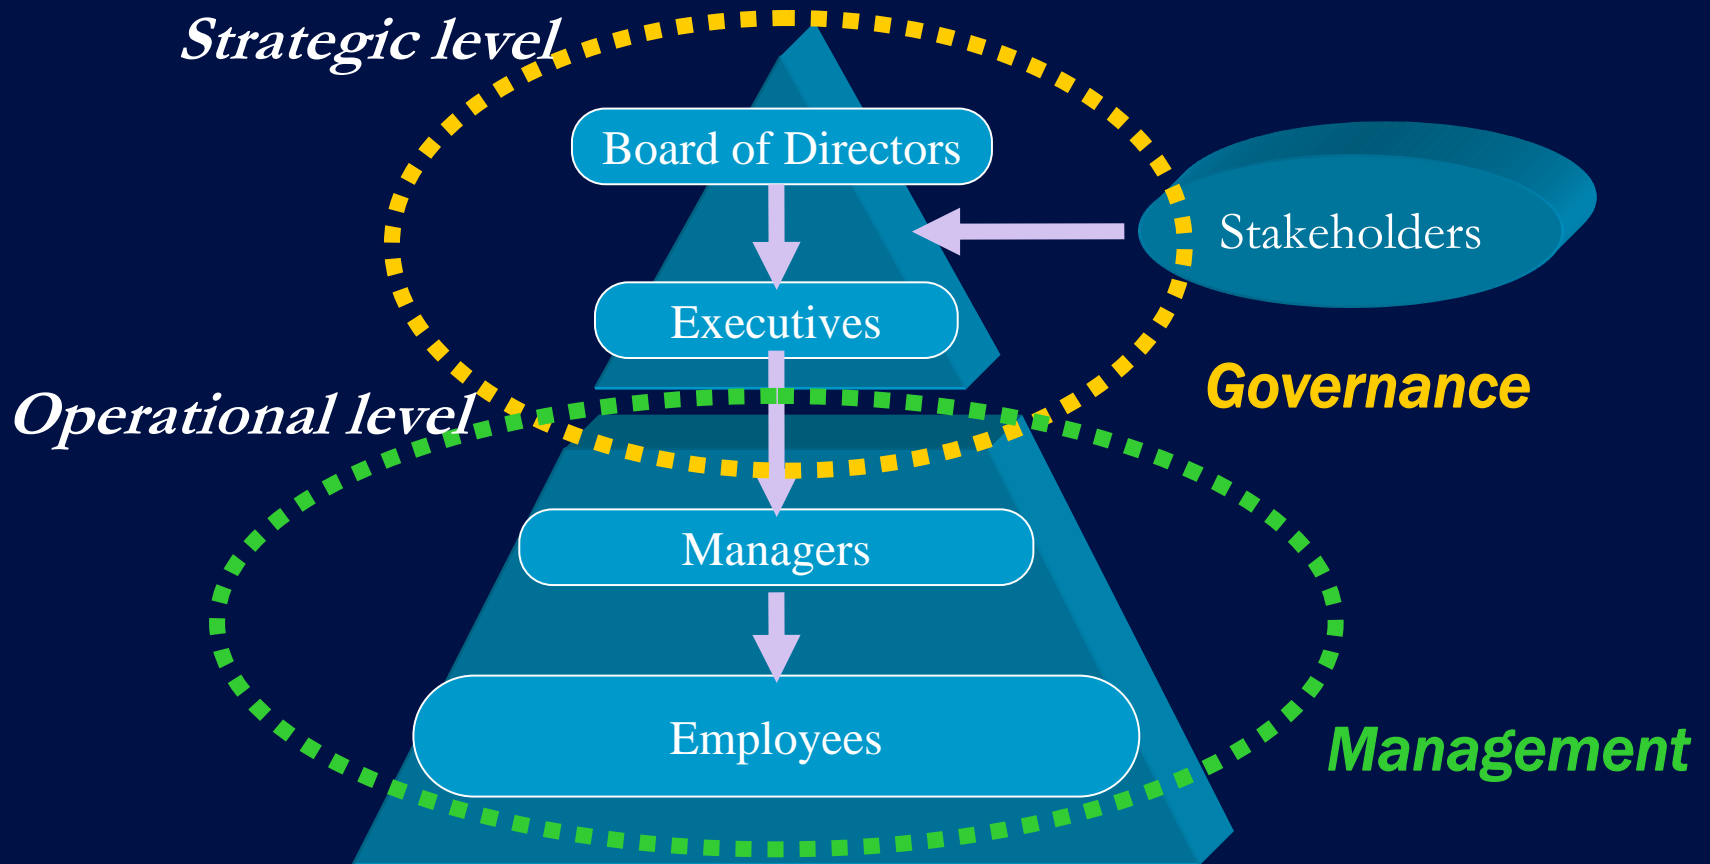 Strategic level
Board of Directors
Stakeholders
Executives
Governance
Operational level
Managers
Employees
Management